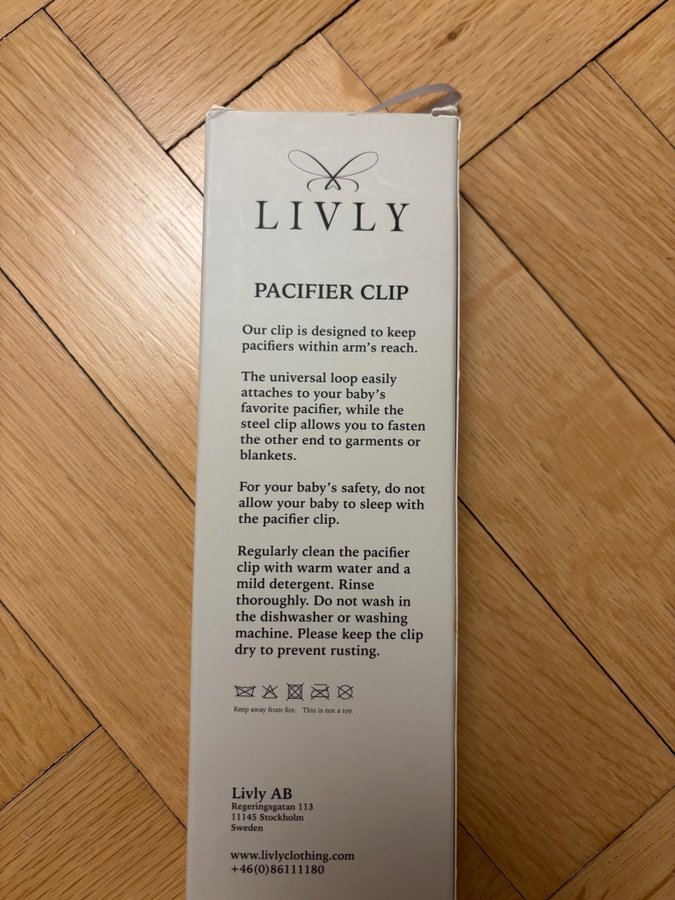 LIVLY
PACIFIER CLIP
Our clip is designed to keep
pacifiers within arm's reach.
The universal loop easily
attaches to your baby's
favorite pacifier, while the
steel clip allows you to fasten
the other end to garments or
blankets.
For your baby's safety, do not
allow your baby to sleep with
the pacifier clip.
Regularly clean the pacifier
clip with warm water and a
mild detergent. Rinse
thoroughly. Do not wash in
the dishwasher or washing
machine. Please keep the clip
dry to prevent rusting.
Keep away from fire. This is not a toy.
Livly AB
Regeringsgatan 113
11145 Stockholm
Sweden
www.livlyclothing.com
+46(0)86111180